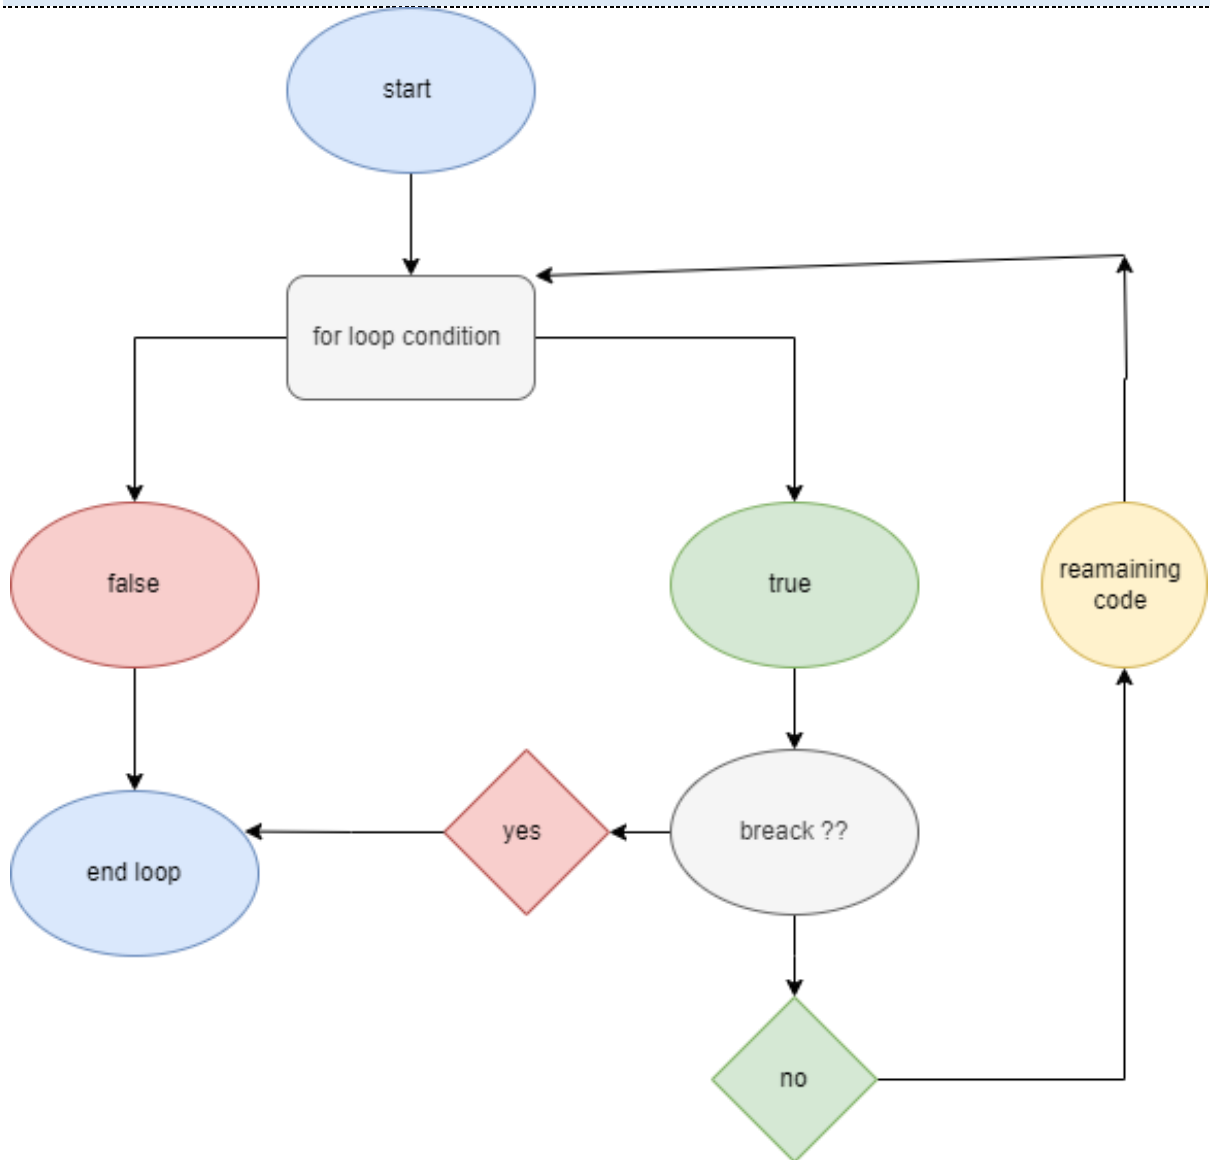 start
for loop condition
false
true
reamaining
code
yes
breack ??
end loop
no